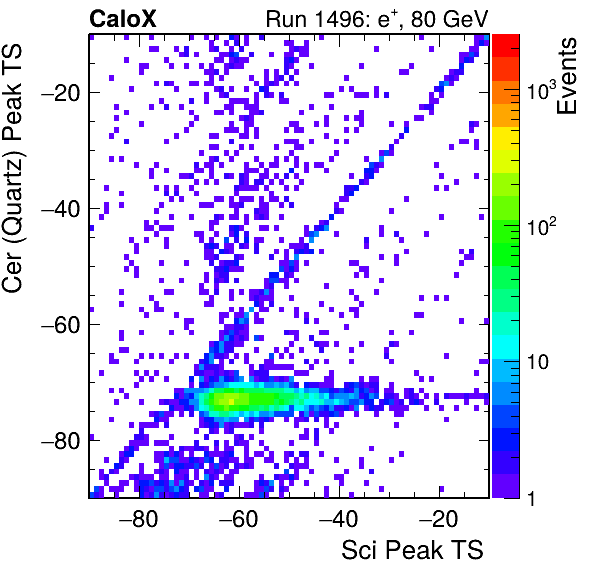 CaloX Run 1496: e⁺, 80 GeV
Cer (Quartz) Peak TS
−20
−40
−60
−80
−80 −60 −40 −20
Sci Peak TS
Events
10³
10²
10
1